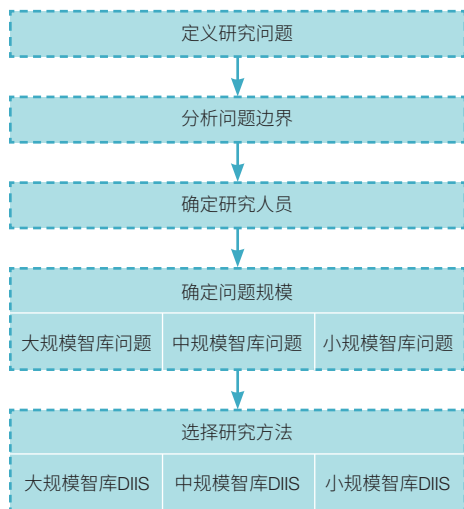 定义研究问题
分析问题边界
确定研究人员
确定问题规模
大规模智库问题 中规模智库问题 小规模智库问题
选择研究方法
大规模智库DIIS 中规模智库DIIS 小规模智库DIIS